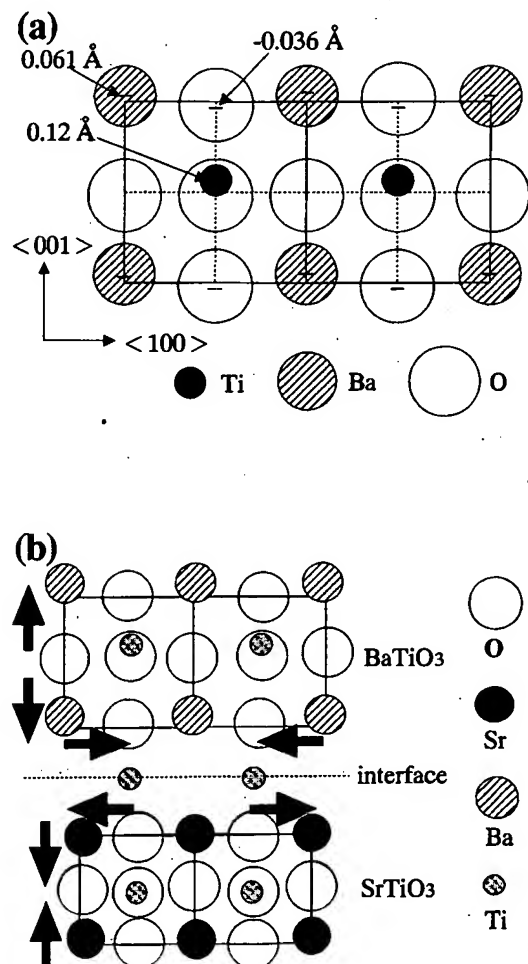 (a)
-0.036 Å
0.061 Å
0.12 Å
<001>
<100>
Ti
Ba
O
(b)
BaTiO3
O
Sr
interface
Ba
SrTiO3
Ti